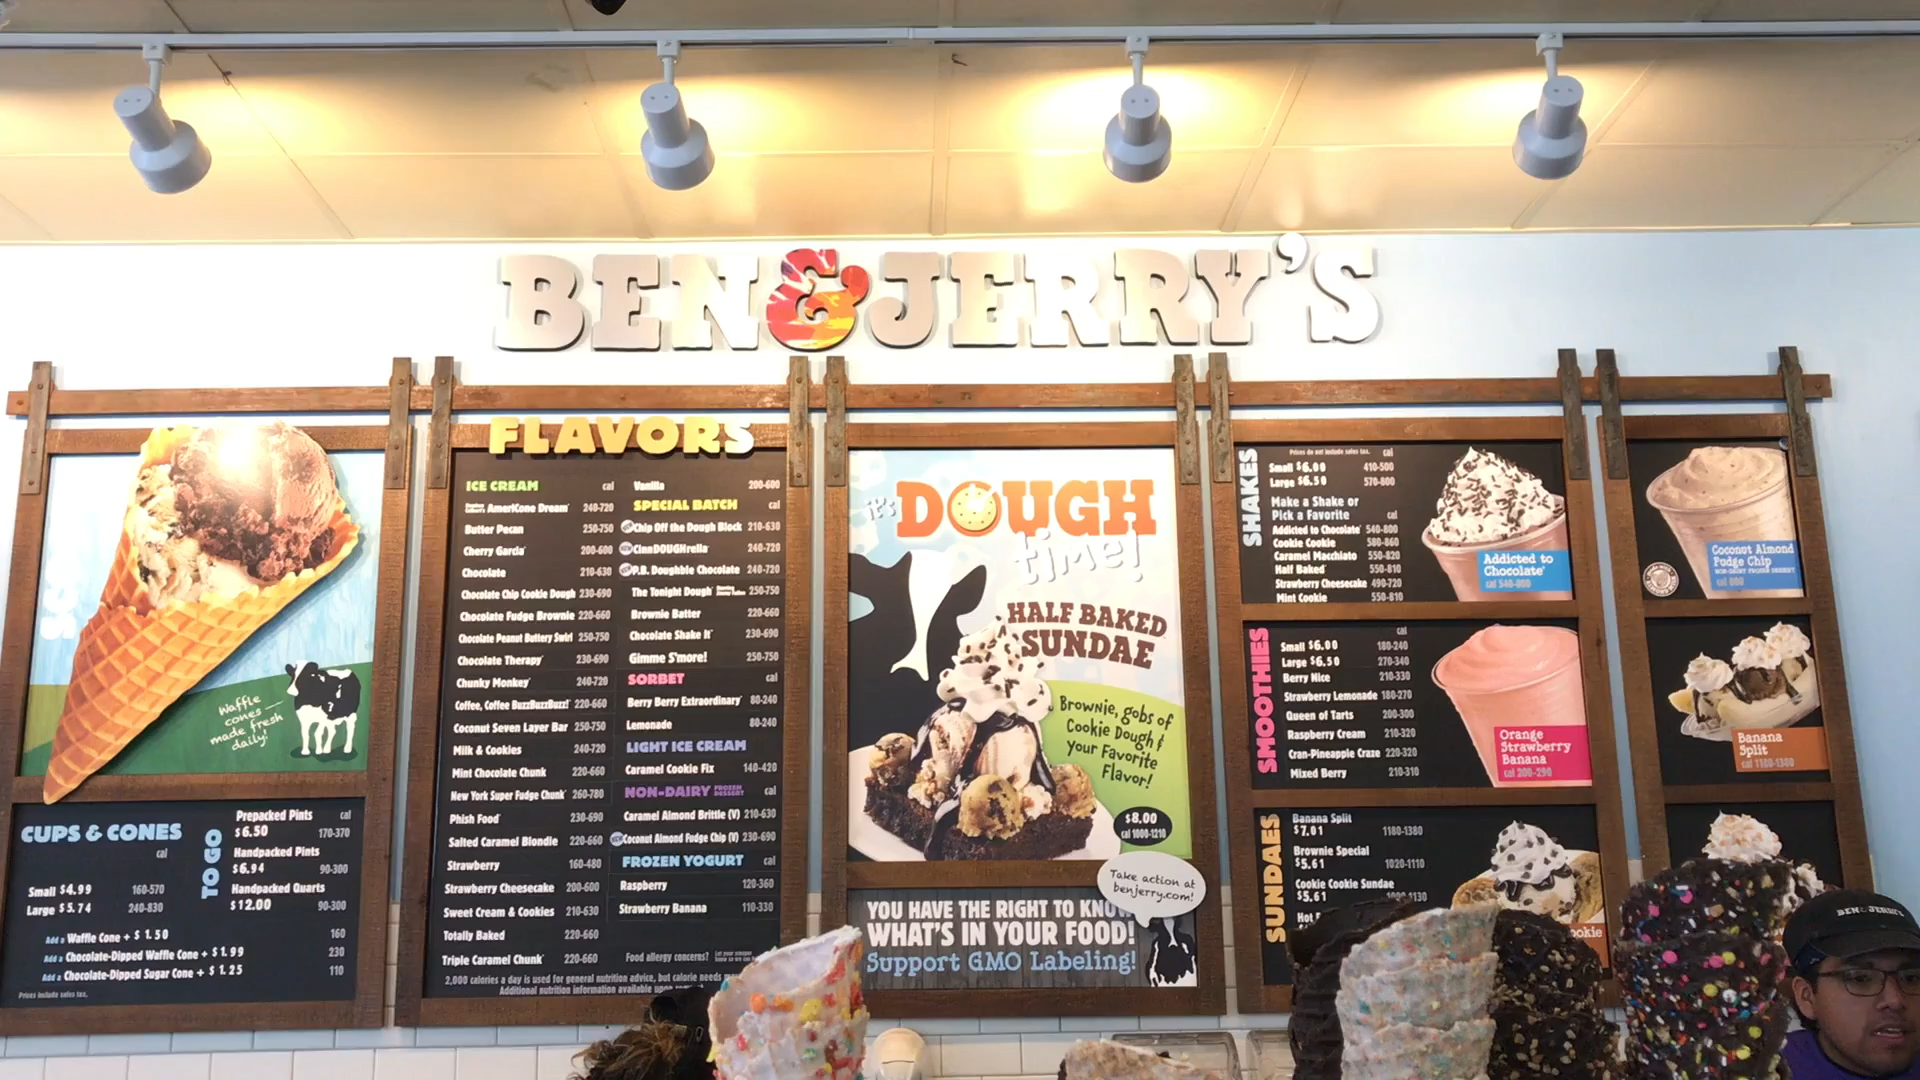 BEN & JERRY'S
Waffle
cones —
made fresh
daily!
CUPS & CONES
cal
Small $4.99 160-570
Large $5.74 240-830
TO GO
Prepacked Pints cal
$6.50 170-370
Handpacked Pints
$6.94 90-300
Handpacked Quarts
$12.00 90-300
Add a Waffle Cone + $1.50 160
Add a Chocolate-Dipped Waffle Cone + $1.99 230
Add a Chocolate-Dipped Sugar Cone + $1.25 110
Prices include sales tax.
FLAVORS
ICE CREAM cal
AmeriCone Dream 240-720
Butter Pecan 250-750
Cherry Garcia 200-600
Chocolate 210-630
Chocolate Chip Cookie Dough 230-690
Chocolate Fudge Brownie 220-660
Chocolate Peanut Buttery Swirl 250-750
Chocolate Therapy 230-690
Chunky Monkey 240-720
Coffee, Coffee BuzzBuzzBuzz! 220-660
Coconut Seven Layer Bar 250-750
Milk & Cookies 240-720
Mint Chocolate Chunk 220-660
New York Super Fudge Chunk 260-780
Phish Food 230-690
Salted Caramel Blondie 220-660
Strawberry 160-480
Strawberry Cheesecake 200-600
Sweet Cream & Cookies 210-630
Totally Baked 220-660
Triple Caramel Chunk 220-660
Vanilla 200-600
SPECIAL BATCH cal
Chip Off the Dough Block 210-630
CinnDOUGHrella 240-720
P.B. Doughble Chocolate 240-720
The Tonight Dough 250-750
Brownie Batter 220-660
Chocolate Shake It 230-690
Gimme S'more! 250-750
SORBET cal
Berry Berry Extraordinary 80-240
Lemonade 80-240
LIGHT ICE CREAM
Caramel Cookie Fix 140-420
NON-DAIRY FROZEN DESSERT cal
Caramel Almond Brittle (V) 210-630
Coconut Almond Fudge Chip (V) 230-690
FROZEN YOGURT cal
Raspberry 120-360
Strawberry Banana 110-330
Food allergy concerns?
2,000 calories a day is used for general nutrition advice, but calorie needs
Additional nutrition information available upon
it's DOUGH
time!
HALF BAKED
SUNDAE
Brownie, gobs of
Cookie Dough &
your Favorite
Flavor!
$8.00
cal 1000-1210
Take action at
benjerry.com!
YOU HAVE THE RIGHT TO KNOW
WHAT'S IN YOUR FOOD!
Support GMO Labeling!
SHAKES
Prices do not include sales tax. cal
Small $6.00 410-500
Large $6.50 570-800
Make a Shake or
Pick a Favorite cal
Addicted to Chocolate 540-800
Cookie Cookie 580-860
Caramel Macchiato 550-820
Half Baked 550-810
Strawberry Cheesecake 490-720
Mint Cookie 550-810
Addicted to
Chocolate
cal 540-800
SMOOTHIES
cal
Small $6.00 180-240
Large $6.50 270-340
Berry Nice 210-330
Strawberry Lemonade 180-270
Queen of Tarts 200-300
Raspberry Cream 210-320
Cran-Pineapple Craze 220-320
Mixed Berry 210-310
Orange
Strawberry
Banana
cal 200-290
SUNDAES
Banana Split
$7.01 1180-1380
Brownie Special
$5.61 1020-1110
Cookie Cookie Sundae
$5.61
Hot
Coconut Almond
Fudge Chip
NON-DAIRY FROZEN DESSERT
Banana
Split
cal 1180-1380
BEN & JERRY'S